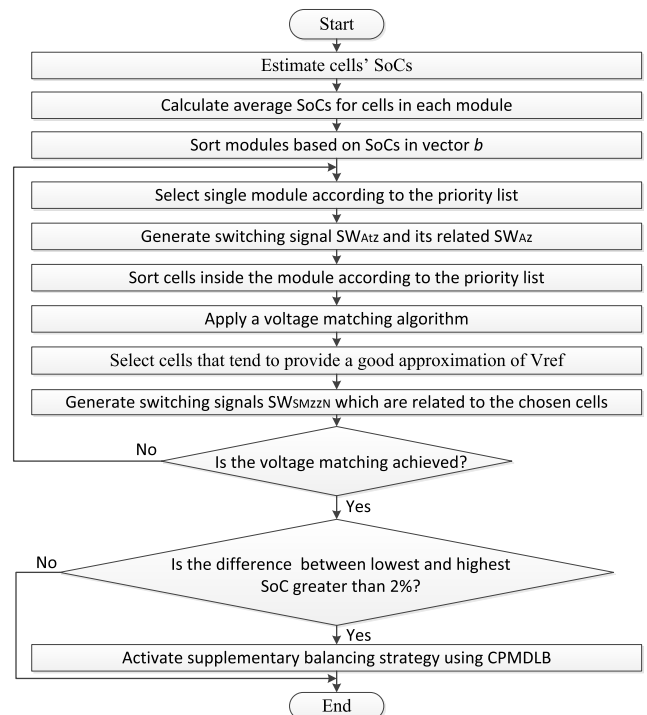 Start
Estimate cells' SoCs
Calculate average SoCs for cells in each module
Sort modules based on SoCs in vector b
Select single module according to the priority list
Generate switching signal SWAtz and its related SWAz
Sort cells inside the module according to the priority list
Apply a voltage matching algorithm
Select cells that tend to provide a good approximation of Vref
Generate switching signals SWSMzzN which are related to the chosen cells
No
Is the voltage matching achieved?
Yes
No
Is the difference between lowest and highest
SoC greater than 2%?
Yes
Activate supplementary balancing strategy using CPMDLB
End